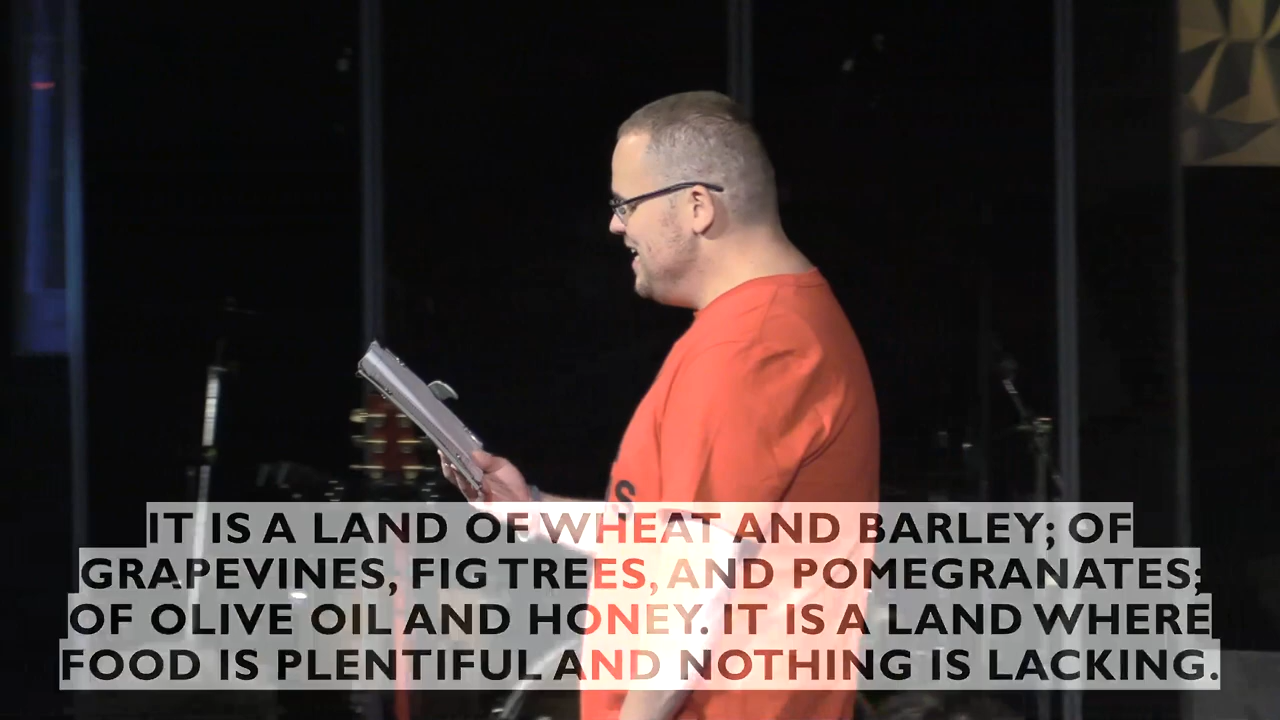 S
IT IS A LAND OF WHEAT AND BARLEY; OF
GRAPEVINES, FIG TREES, AND POMEGRANATES;
OF OLIVE OIL AND HONEY. IT IS A LAND WHERE
FOOD IS PLENTIFUL AND NOTHING IS LACKING.